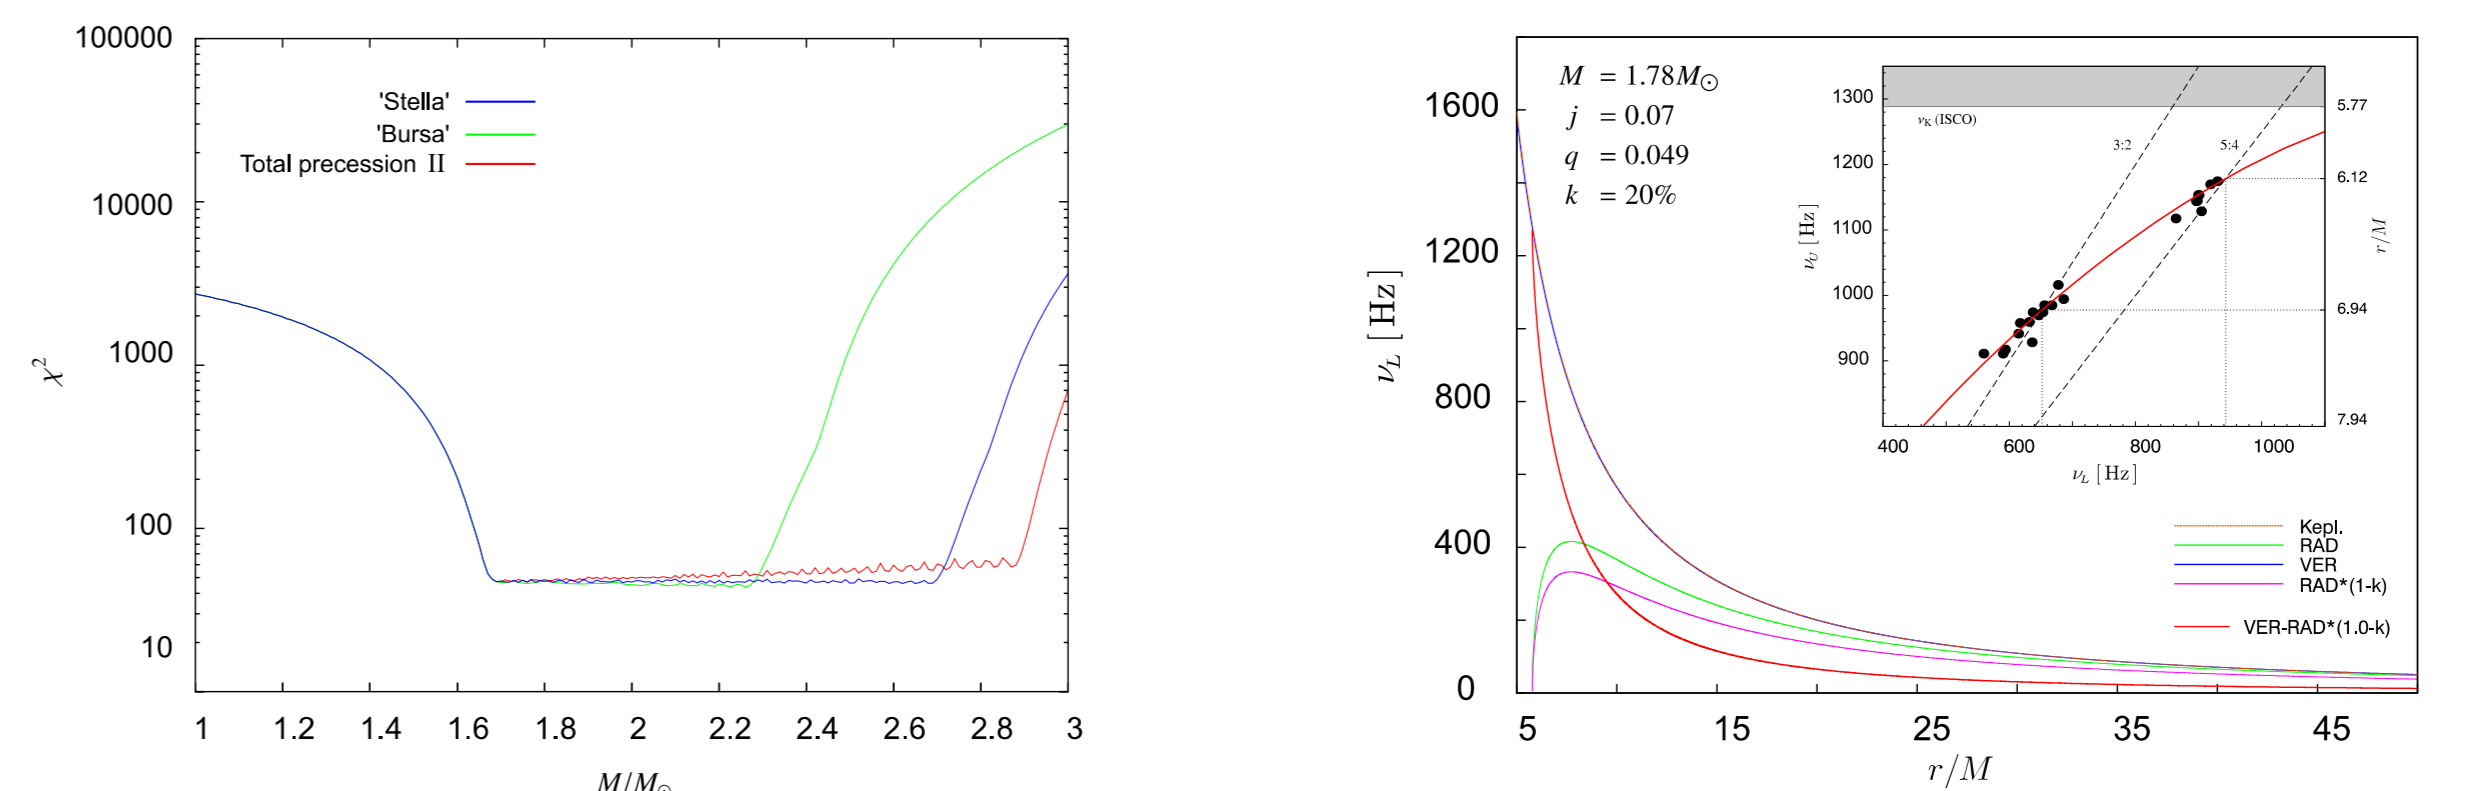 100000
10000
1000
100
10
χ²
'Stella'
'Bursa'
Total precession II
1 1.2 1.4 1.6 1.8 2 2.2 2.4 2.6 2.8 3
M/M⊙
1600
1200
800
400
0
ν_L [Hz]
M = 1.78M⊙
j = 0.07
q = 0.049
k = 20%
1300
1200
1100
1000
900
ν_U [Hz]
ν_K (ISCO)
3:2
5:4
5.77
6.12
6.94
7.94
r/M
400 600 800 1000
ν_L [Hz]
Kepl.
RAD
VER
RAD*(1-k)
VER-RAD*(1.0-k)
5 15 25 35 45
r/M